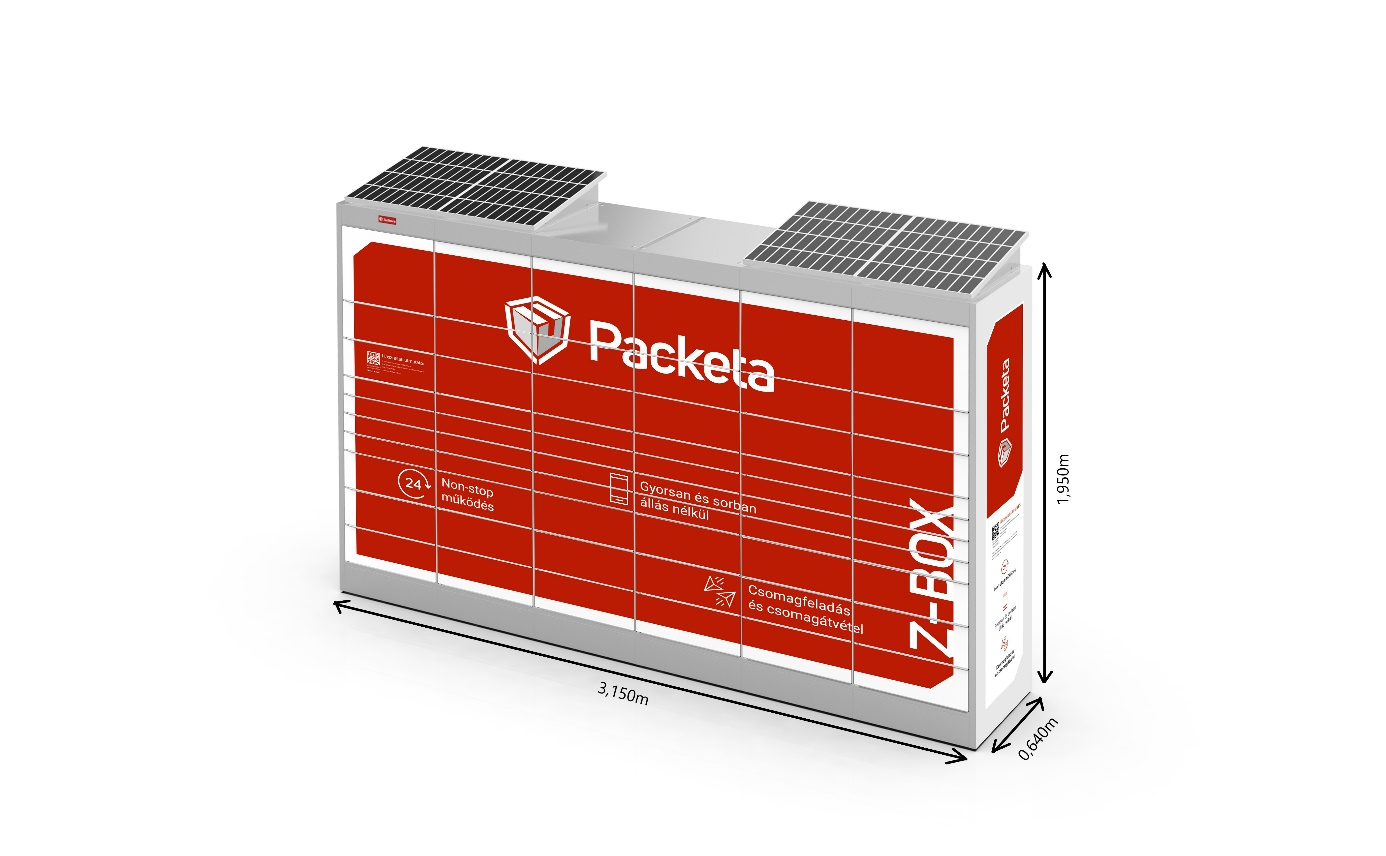 Packeta
24
Non-stop
működés
Gyorsan és sorban
állás nélkül
Csomagfeladás
és csomagátvétel
Z-BOX
Packeta
1,950m
3,150m
0,640m